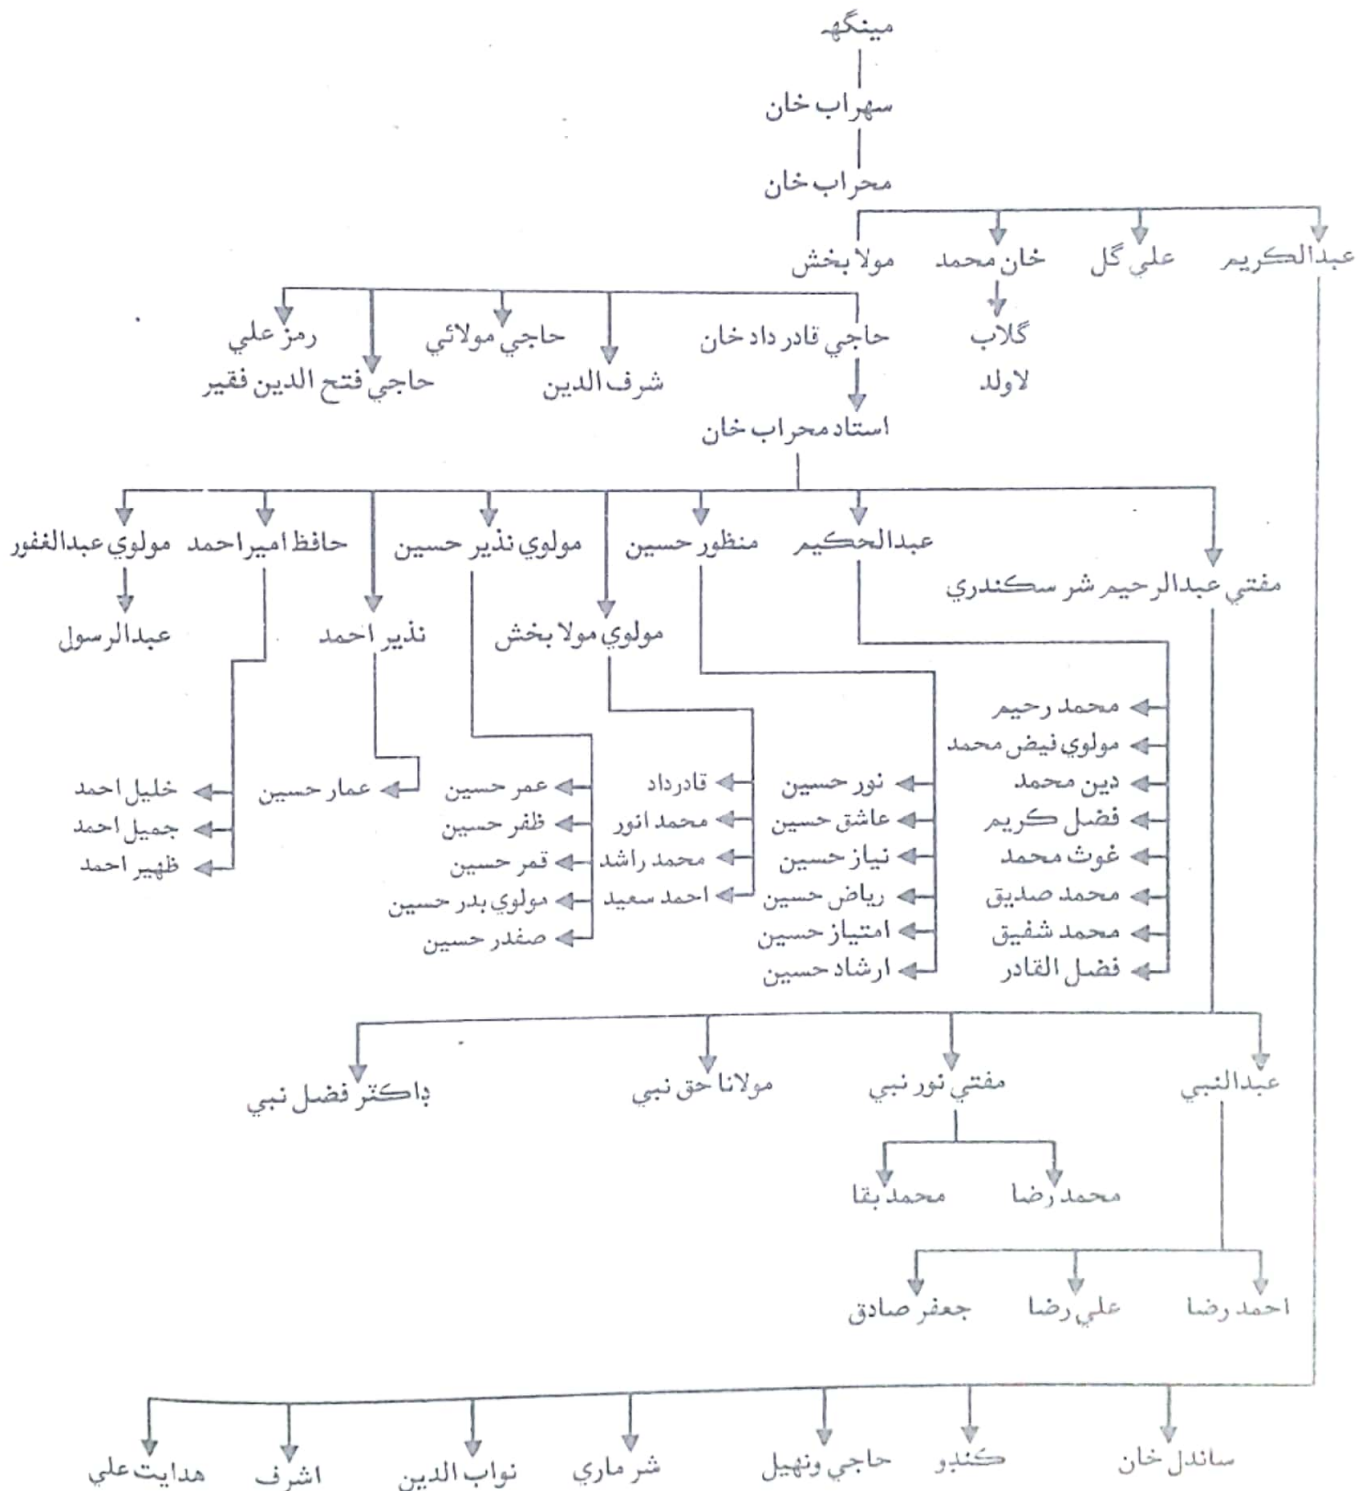 مينگهہ
سهراب خان
محراب خان
عبدالڪريم علي گل خان محمد مولا بخش
حاجي قادر داد خان حاجي مولائي رمز علي گلاب
شرف الدين حاجي فتح الدين فقير لاولد
استاد محراب خان
عبدالحڪيم منظور حسين مولوي نذير حسين حافظ امير احمد مولوي عبدالغفور
مفتي عبدالرحيم شر سڪندري
مولوي مولا بخش نذير احمد عبدالرسول
محمد رحيم
مولوي فيض محمد
دين محمد
فضل ڪريم
غوث محمد
محمد صديق
محمد شفيق
فضل القادر
نور حسين
عاشق حسين
نياز حسين
رياض حسين
امتياز حسين
ارشاد حسين
قادرداد
محمد انور
محمد راشد
احمد سعيد
عمر حسين
ظفر حسين
قمر حسين
مولوي بدر حسين
صفدر حسين
عمار حسين
خليل احمد
جميل احمد
ظهير احمد
عبدالنبي مفتي نور نبي مولانا حق نبي ڊاڪٽر فضل نبي
محمد رضا محمد بقا
احمد رضا علي رضا جعفر صادق
ساندل خان ڪنڊو حاجي ونهيل شر ماري نواب الدين اشرف هدايت علي